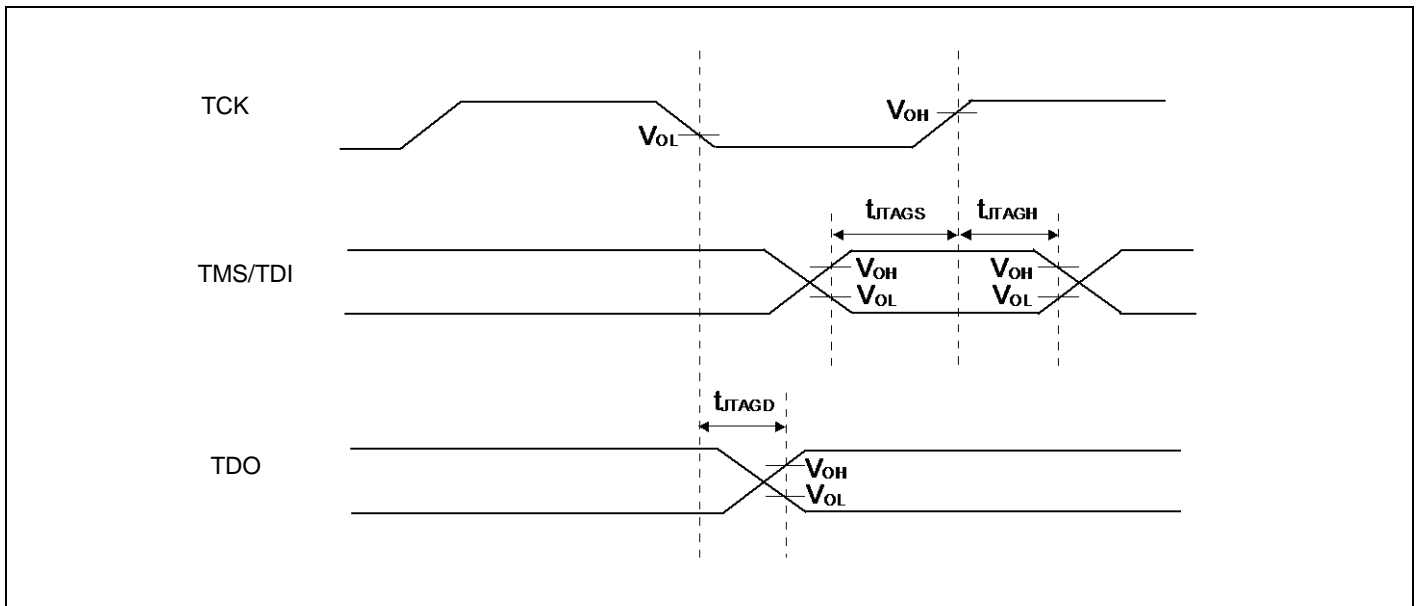 TCK
VOH
VOL
tJTAGS
tJTAGH
TMS/TDI
VOH
VOH
VOL
VOL
tJTAGD
TDO
VOH
VOL